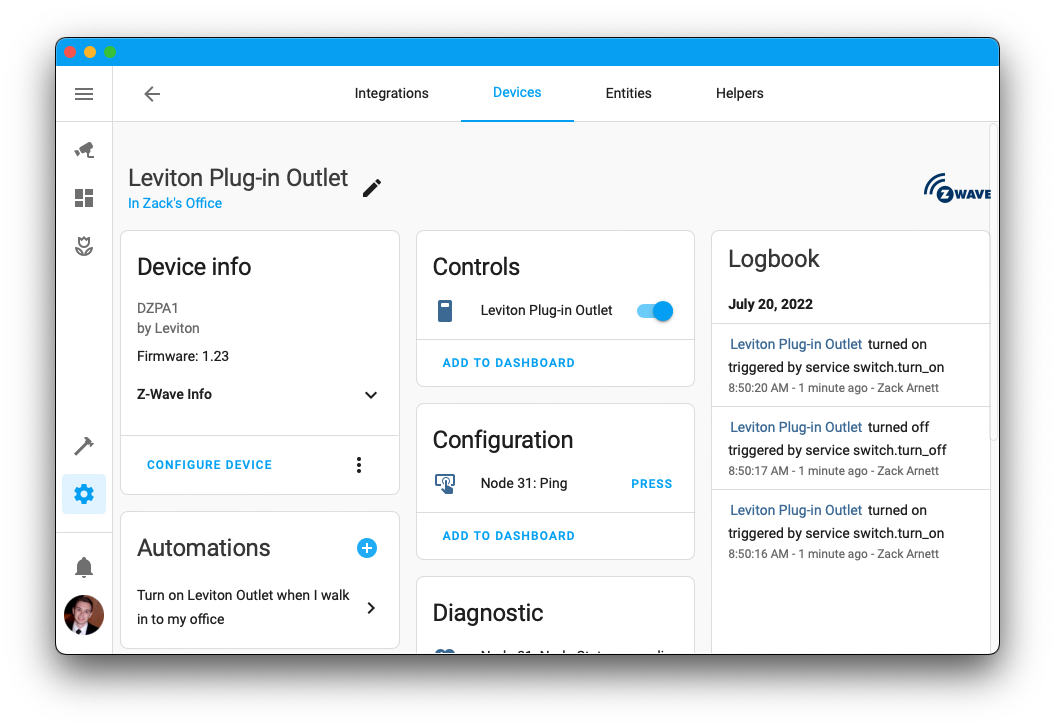 Integrations
Devices
Entities
Helpers
Leviton Plug-in Outlet
In Zack's Office
Z WAVE
Device info
DZPA1
by Leviton
Firmware: 1.23
Z-Wave Info
CONFIGURE DEVICE
Automations
Turn on Leviton Outlet when I walk
in to my office
Controls
Leviton Plug-in Outlet
ADD TO DASHBOARD
Configuration
Node 31: Ping
PRESS
ADD TO DASHBOARD
Diagnostic
Logbook
July 20, 2022
Leviton Plug-in Outlet turned on
triggered by service switch.turn_on
8:50:20 AM - 1 minute ago - Zack Arnett
Leviton Plug-in Outlet turned off
triggered by service switch.turn_off
8:50:17 AM - 1 minute ago - Zack Arnett
Leviton Plug-in Outlet turned on
triggered by service switch.turn_on
8:50:16 AM - 1 minute ago - Zack Arnett